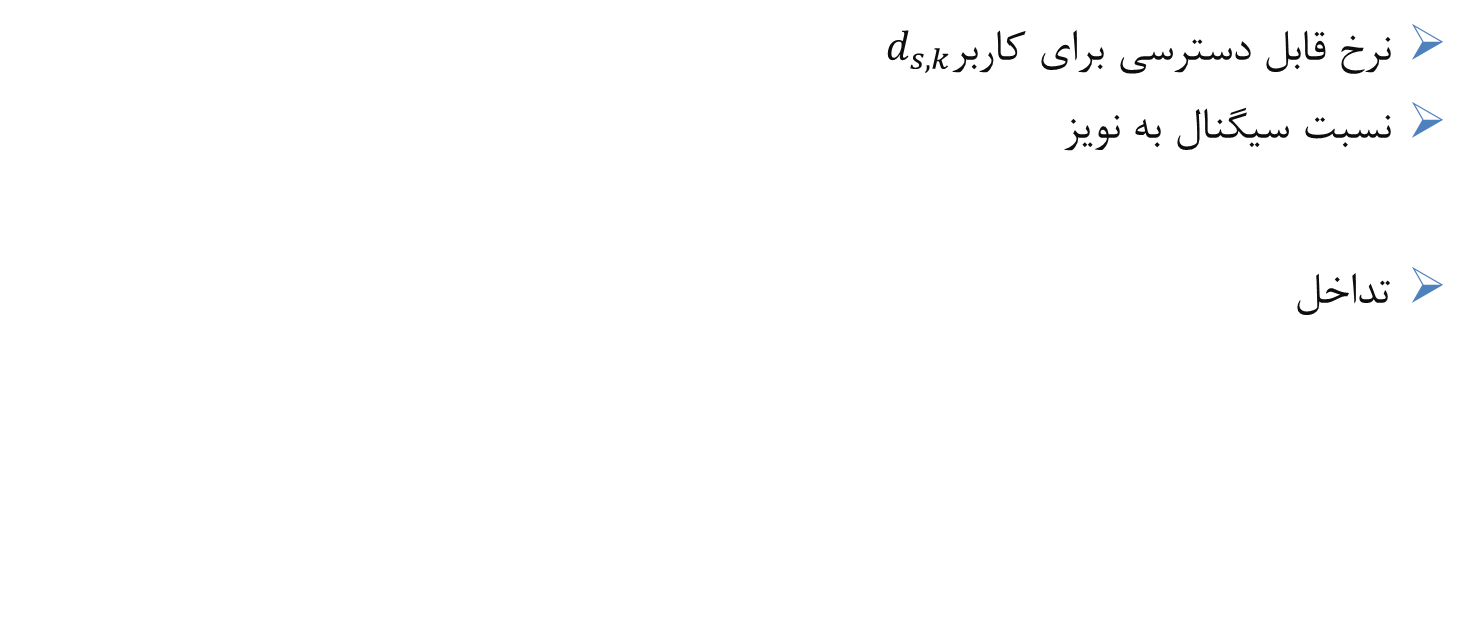 ➢ نرخ قابل دسترسی برای کاربر d_{s,k}
➢ نسبت سیگنال به نویز
➢ تداخل